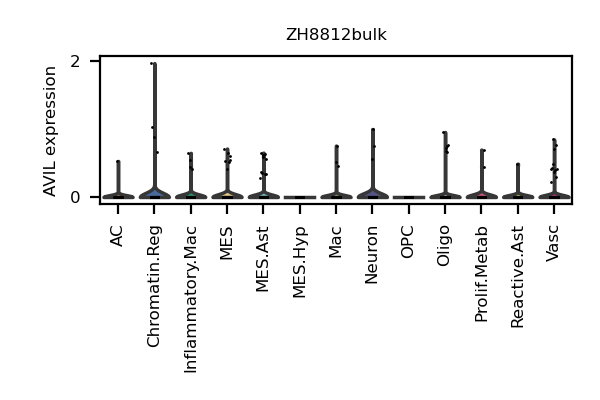 ZH8812bulk
AVIL expression
2
0
AC
Chromatin.Reg
Inflammatory.Mac
MES
MES.Ast
MES.Hyp
Mac
Neuron
OPC
Oligo
Prolif.Metab
Reactive.Ast
Vasc